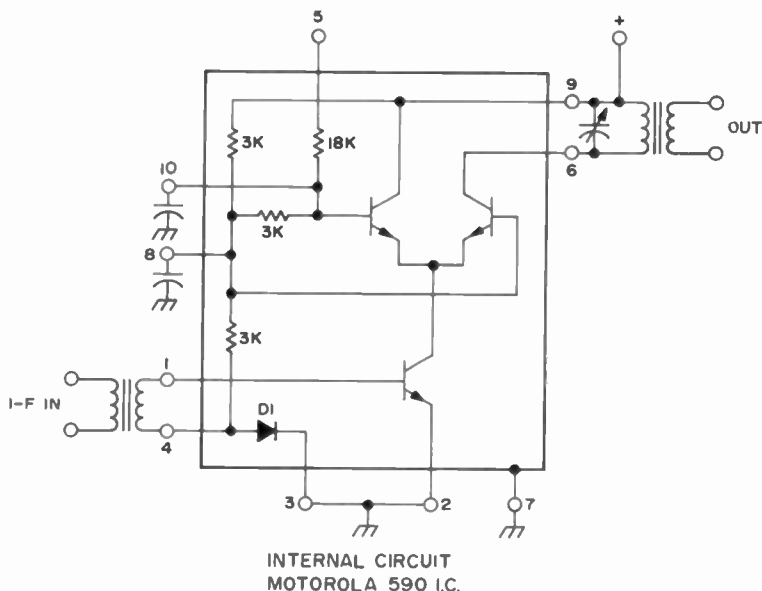 5
+
9
3K
18K
OUT
10
6
3K
8
3K
1
I-F IN
D1
4
3
2
7
INTERNAL CIRCUIT
MOTOROLA 590 I.C.